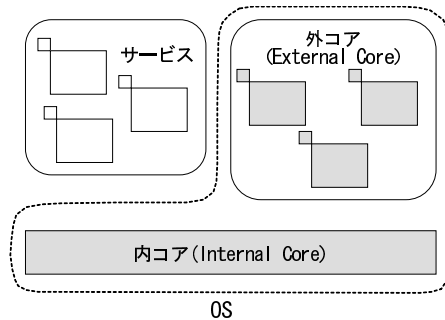 サービス
外コア
(External Core)
内コア(Internal Core)
OS